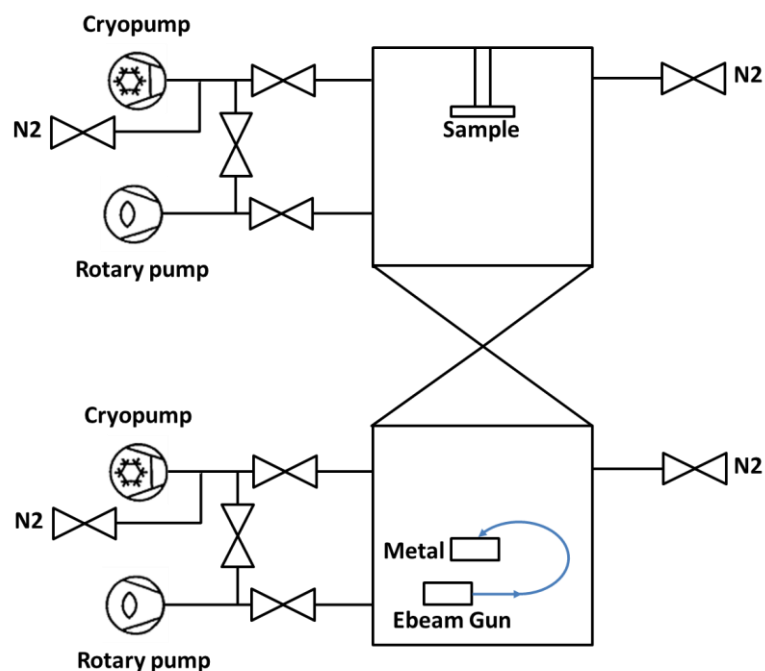 Cryopump
N2
N2
Sample
Rotary pump
Cryopump
N2
N2
Metal
Ebeam Gun
Rotary pump